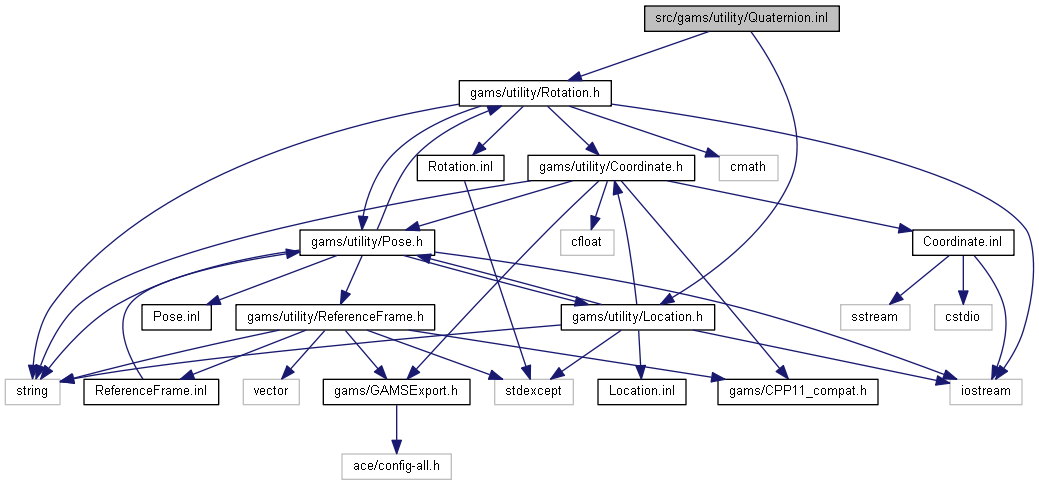 src/gams/utility/Quaternion.inl
gams/utility/Rotation.h
Rotation.inl
gams/utility/Coordinate.h
cmath
gams/utility/Pose.h
cfloat
Coordinate.inl
Pose.inl
gams/utility/ReferenceFrame.h
gams/utility/Location.h
sstream
cstdio
string
ReferenceFrame.inl
vector
gams/GAMSExport.h
stdexcept
Location.inl
gams/CPP11_compat.h
iostream
ace/config-all.h